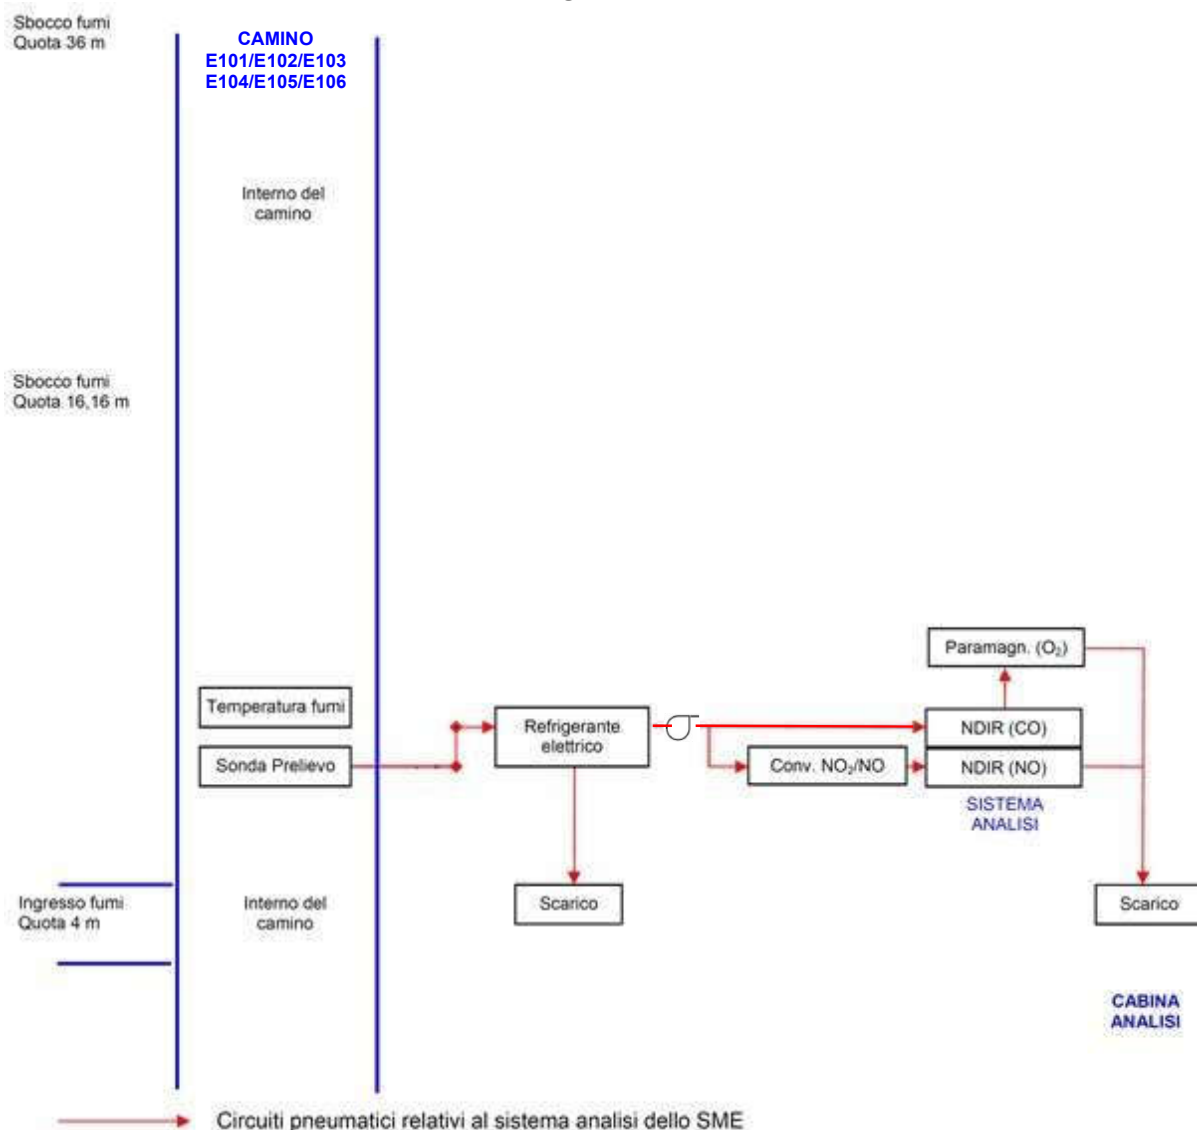 Sbocco fumi
Quota 36 m
CAMINO
E101/E102/E103
E104/E105/E106
Interno del
camino
Sbocco fumi
Quota 16,16 m
Paramagn. (O₂)
Temperatura fumi
Refrigerante
elettrico
NDIR (CO)
Sonda Prelievo
Conv. NO₂/NO
NDIR (NO)
SISTEMA
ANALISI
Ingresso fumi
Quota 4 m
Interno del
camino
Scarico
Scarico
CABINA
ANALISI
Circuiti pneumatici relativi al sistema analisi dello SME